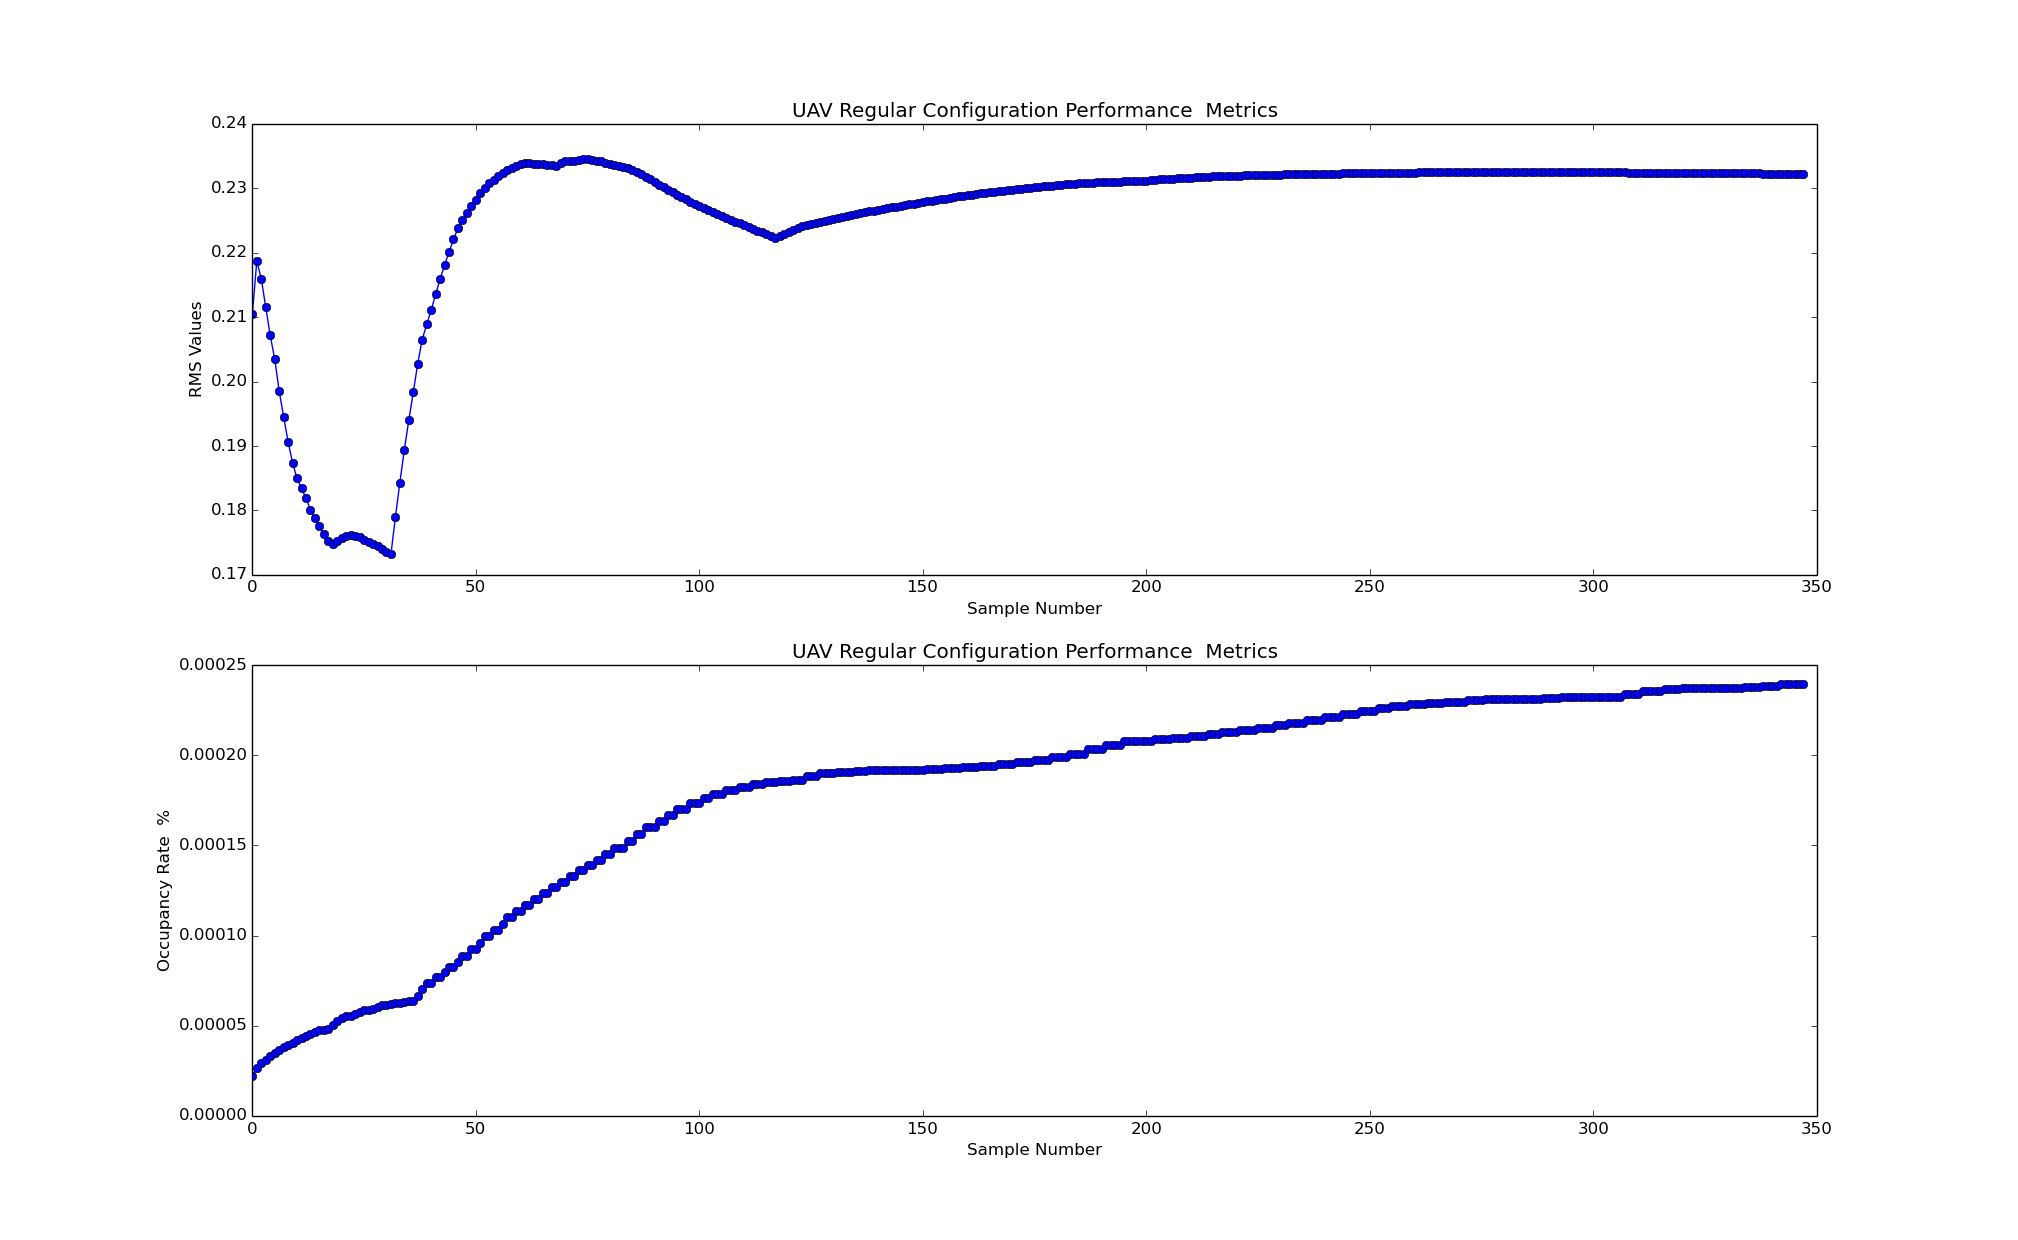 UAV Regular Configuration Performance  Metrics
0.24
0.23
0.22
0.21
0.20
0.19
0.18
0.17
RMS Values
0 50 100 150 200 250 300 350
Sample Number
UAV Regular Configuration Performance  Metrics
0.00025
0.00020
0.00015
0.00010
0.00005
0.00000
Occupancy Rate  %
0 50 100 150 200 250 300 350
Sample Number